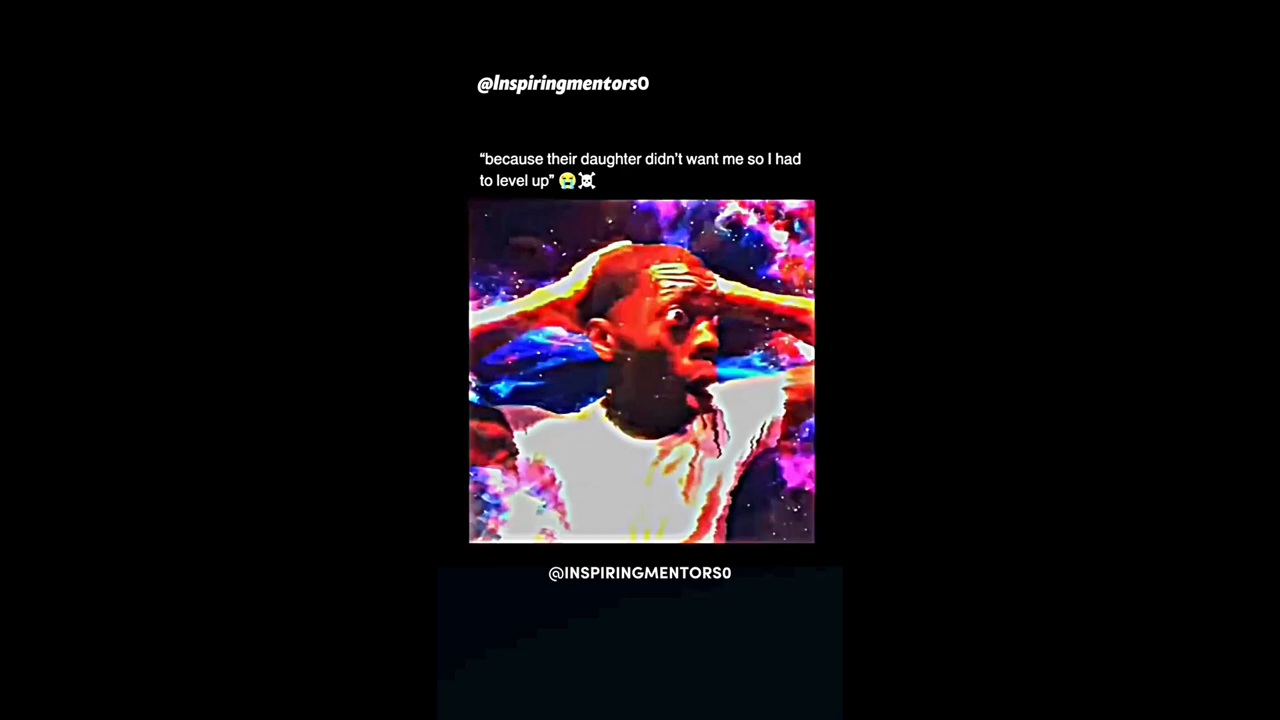 @Inspiringmentors0
“because their daughter didn’t want me so I had
to level up” 😭☠️
@INSPIRINGMENTORS0